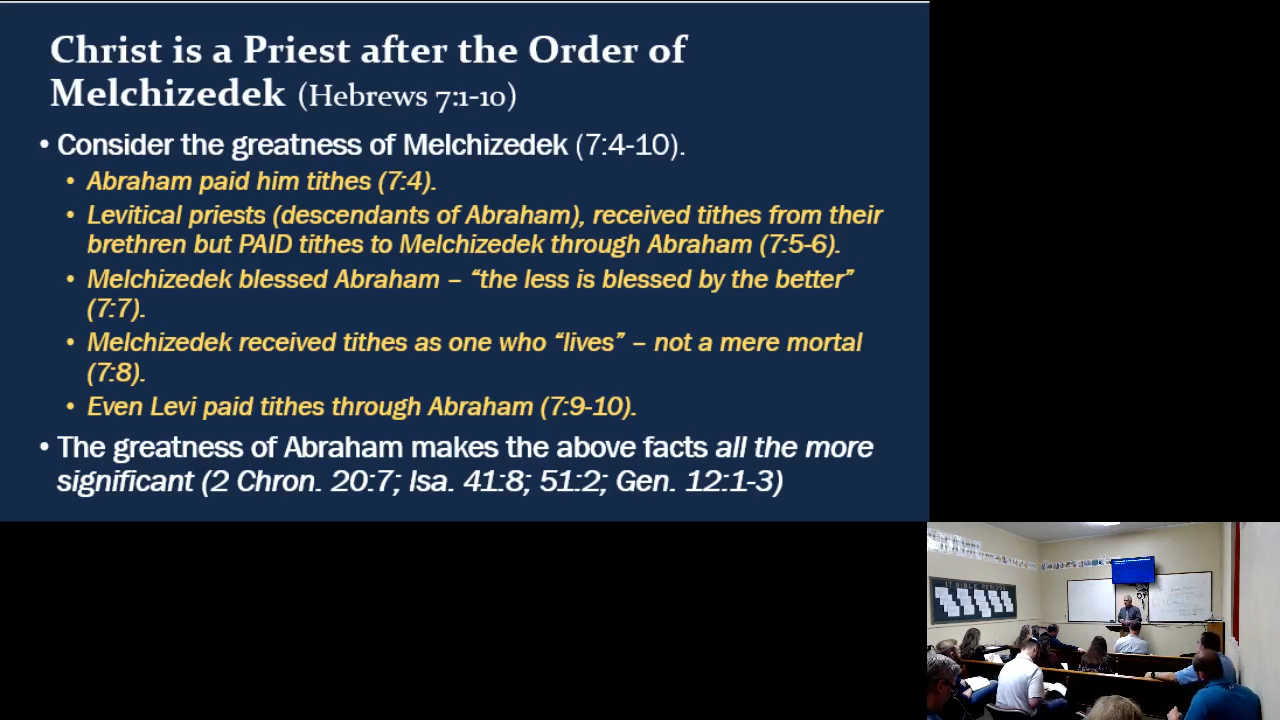 Christ is a Priest after the Order of
Melchizedek (Hebrews 7:1-10)
• Consider the greatness of Melchizedek (7:4-10).
• Abraham paid him tithes (7:4).
• Levitical priests (descendants of Abraham), received tithes from their
brethren but PAID tithes to Melchizedek through Abraham (7:5-6).
• Melchizedek blessed Abraham – “the less is blessed by the better”
(7:7).
• Melchizedek received tithes as one who “lives” – not a mere mortal
(7:8).
• Even Levi paid tithes through Abraham (7:9-10).
• The greatness of Abraham makes the above facts all the more
significant (2 Chron. 20:7; Isa. 41:8; 51:2; Gen. 12:1-3)
17 BIBLE PERIODS